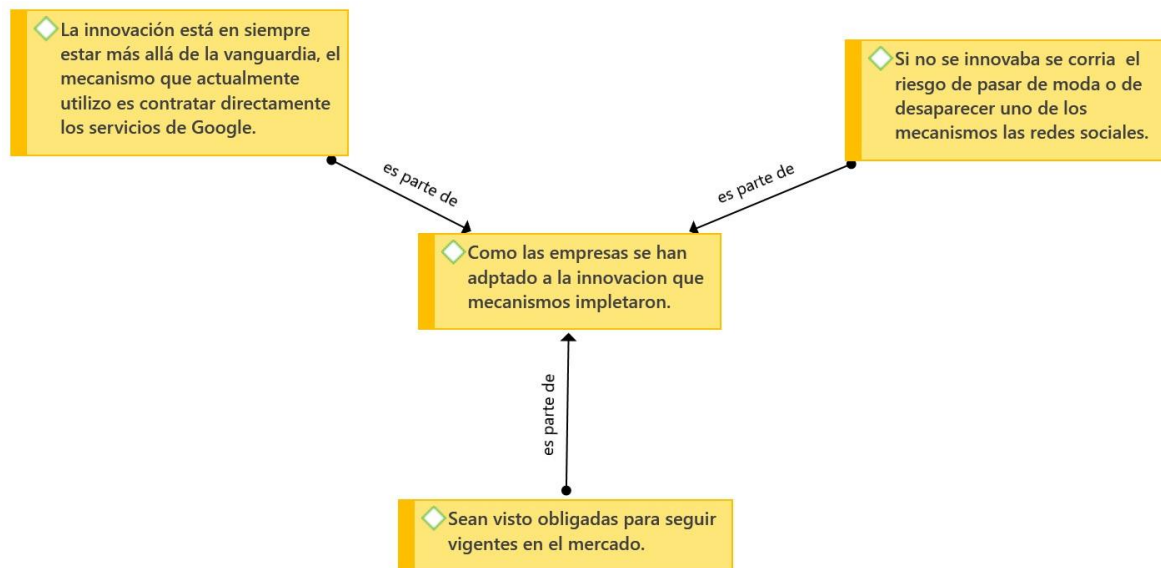 La innovación está en siempre
estar más allá de la vanguardia, el
mecanismo que actualmente
utilizo es contratar directamente
los servicios de Google.
Si no se innovaba se corria el
riesgo de pasar de moda o de
desaparecer uno de los
mecanismos las redes sociales.
es parte de
es parte de
Como las empresas se han
adptado a la innovacion que
mecanismos impletaron.
es parte de
Sean visto obligadas para seguir
vigentes en el mercado.